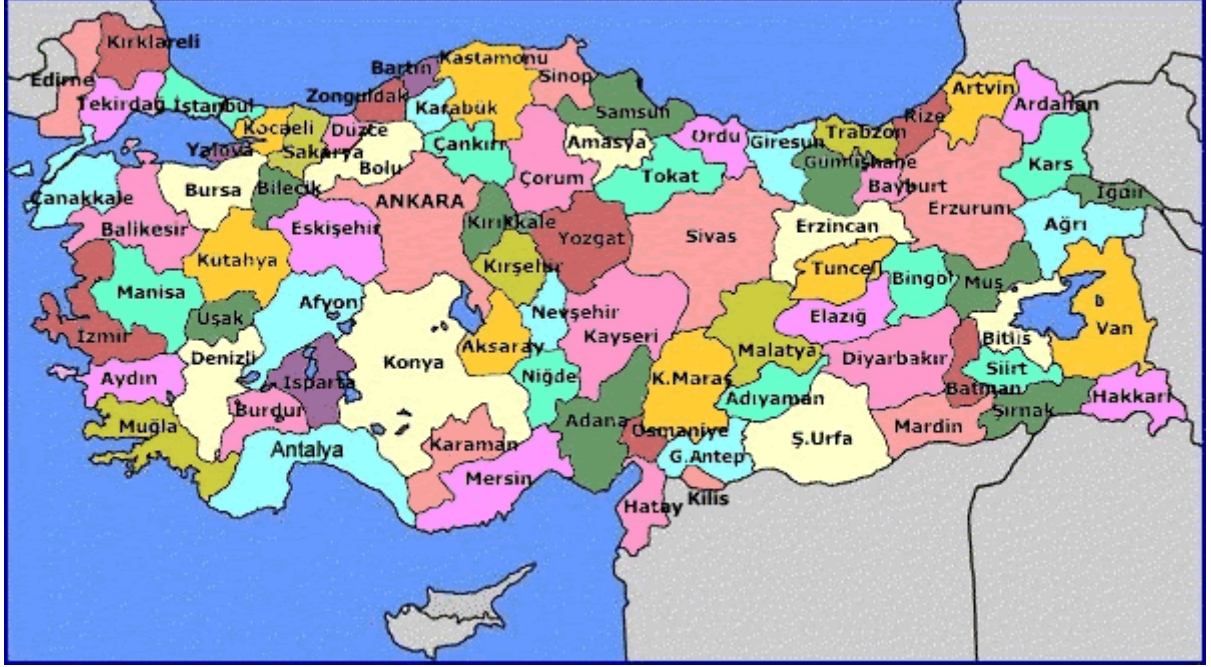 Kırklareli
Edirne
Tekirdağ
İstanbul
Kocaeli
Yalova
Sakarya
Düzce
Zonguldak
Bartın
Karabük
Kastamonu
Sinop
Samsun
Bolu
Çankırı
Çorum
Amasya
Tokat
Ordu
Giresun
Trabzon
Gümüşhane
Rize
Artvin
Ardahan
Kars
Bayburt
Erzurum
Iğdır
Ağrı
Çanakkale
Bursa
Bilecik
Balikesir
Kutahya
Eskişehir
ANKARA
Kırıkkale
Kırşehir
Yozgat
Sivas
Erzincan
Tunceli
Bingol
Muş
Bitlis
Van
Manisa
Uşak
Afyon
İzmir
Aydın
Denizli
Isparta
Burdur
Muğla
Antalya
Konya
Aksaray
Nevşehir
Kayseri
Niğde
Karaman
Mersin
Adana
K.Maraş
Malatya
Elazığ
Diyarbakır
Adıyaman
Osmaniye
G.Antep
Kilis
Hatay
Ş.Urfa
Mardin
Batman
Siirt
Şırnak
Hakkari